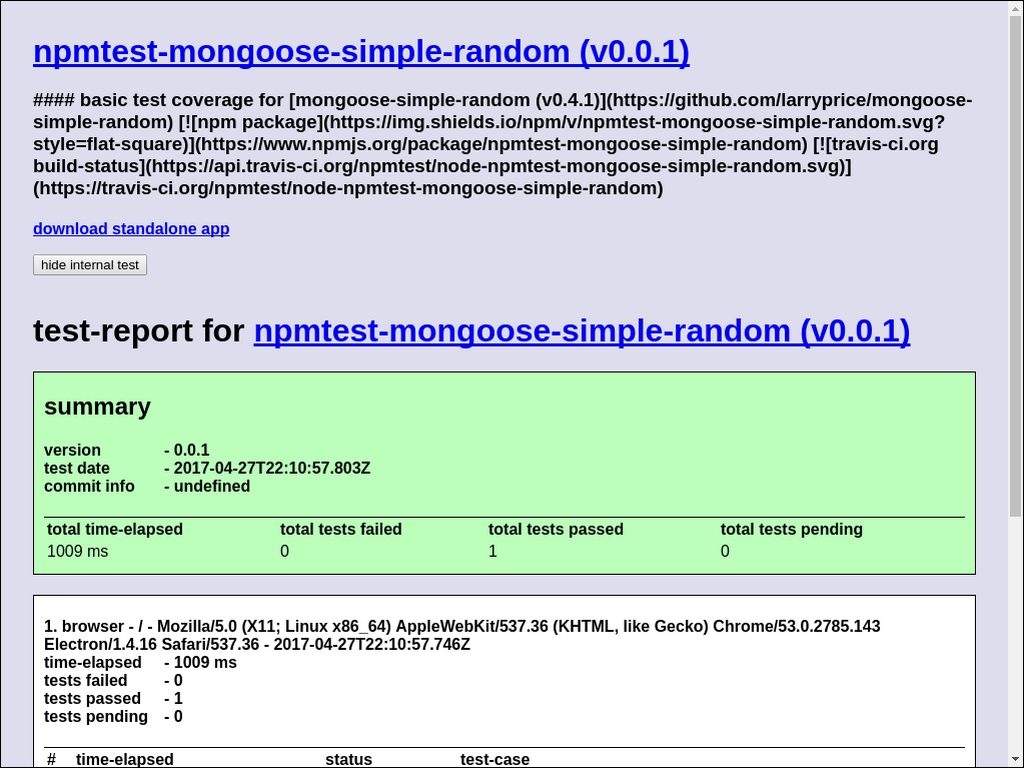 npmtest-mongoose-simple-random (v0.0.1)
#### basic test coverage for [mongoose-simple-random (v0.4.1)](https://github.com/larryprice/mongoose-
simple-random) [![npm package](https://img.shields.io/npm/v/npmtest-mongoose-simple-random.svg?
style=flat-square)](https://www.npmjs.org/package/npmtest-mongoose-simple-random) [![travis-ci.org
build-status](https://api.travis-ci.org/npmtest/node-npmtest-mongoose-simple-random.svg)]
(https://travis-ci.org/npmtest/node-npmtest-mongoose-simple-random)
download standalone app
hide internal test
test-report for npmtest-mongoose-simple-random (v0.0.1)
summary
version - 0.0.1
test date - 2017-04-27T22:10:57.803Z
commit info - undefined
total time-elapsed total tests failed total tests passed total tests pending
1009 ms 0 1 0
1. browser - / - Mozilla/5.0 (X11; Linux x86_64) AppleWebKit/537.36 (KHTML, like Gecko) Chrome/53.0.2785.143
Electron/1.4.16 Safari/537.36 - 2017-04-27T22:10:57.746Z
time-elapsed - 1009 ms
tests failed - 0
tests passed - 1
tests pending - 0
# time-elapsed status test-case